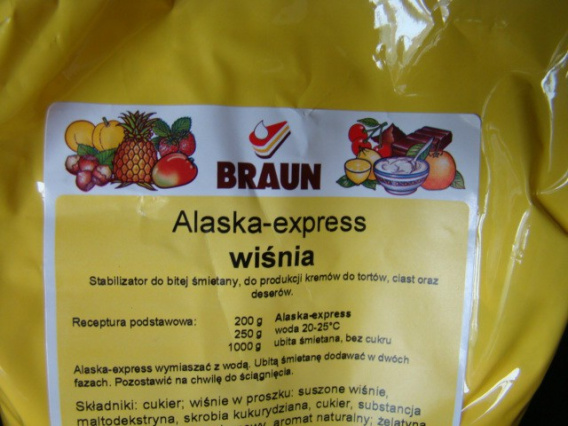 BRAUN
Alaska-express
wiśnia
Stabilizator do bitej śmietany, do produkcji kremów do tortów, ciast oraz
deserów.
Receptura podstawowa: 200 g Alaska-express
250 g woda 20-25°C
1000 g ubita śmietana, bez cukru
Alaska-express wymiaszać z wodą. Ubitą śmietanę dodawać w dwóch
fazach. Pozostawić na chwilę do ściągnięcia.
Składniki: cukier; wiśnie w proszku: suszone wiśnie,
maltodekstryna, skrobia kukurydziana, cukier, substancja
aromat naturalny; żelatyna